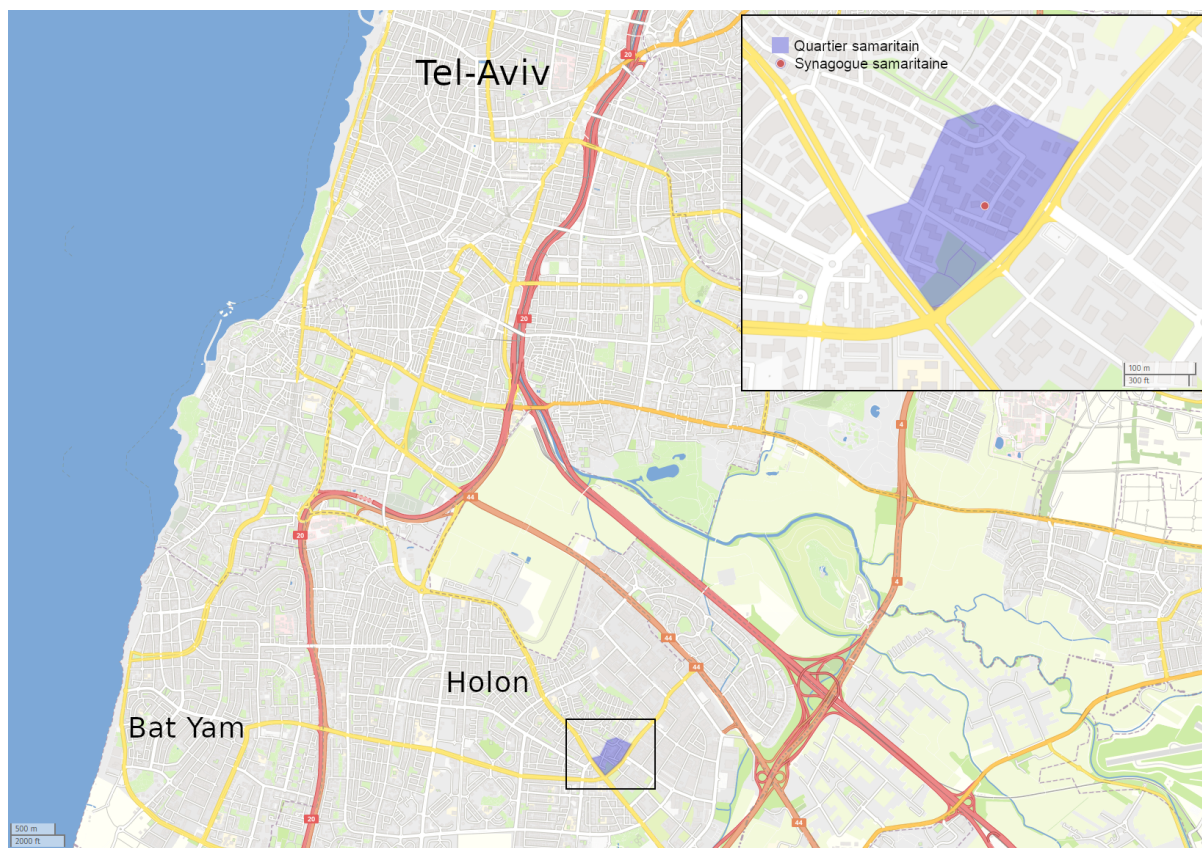 Tel-Aviv
Quartier samaritain
Synagogue samaritaine
100 m
300 ft
20
20
4
44
20
4
44
44
Holon
Bat Yam
20
44
500 m
2000 ft